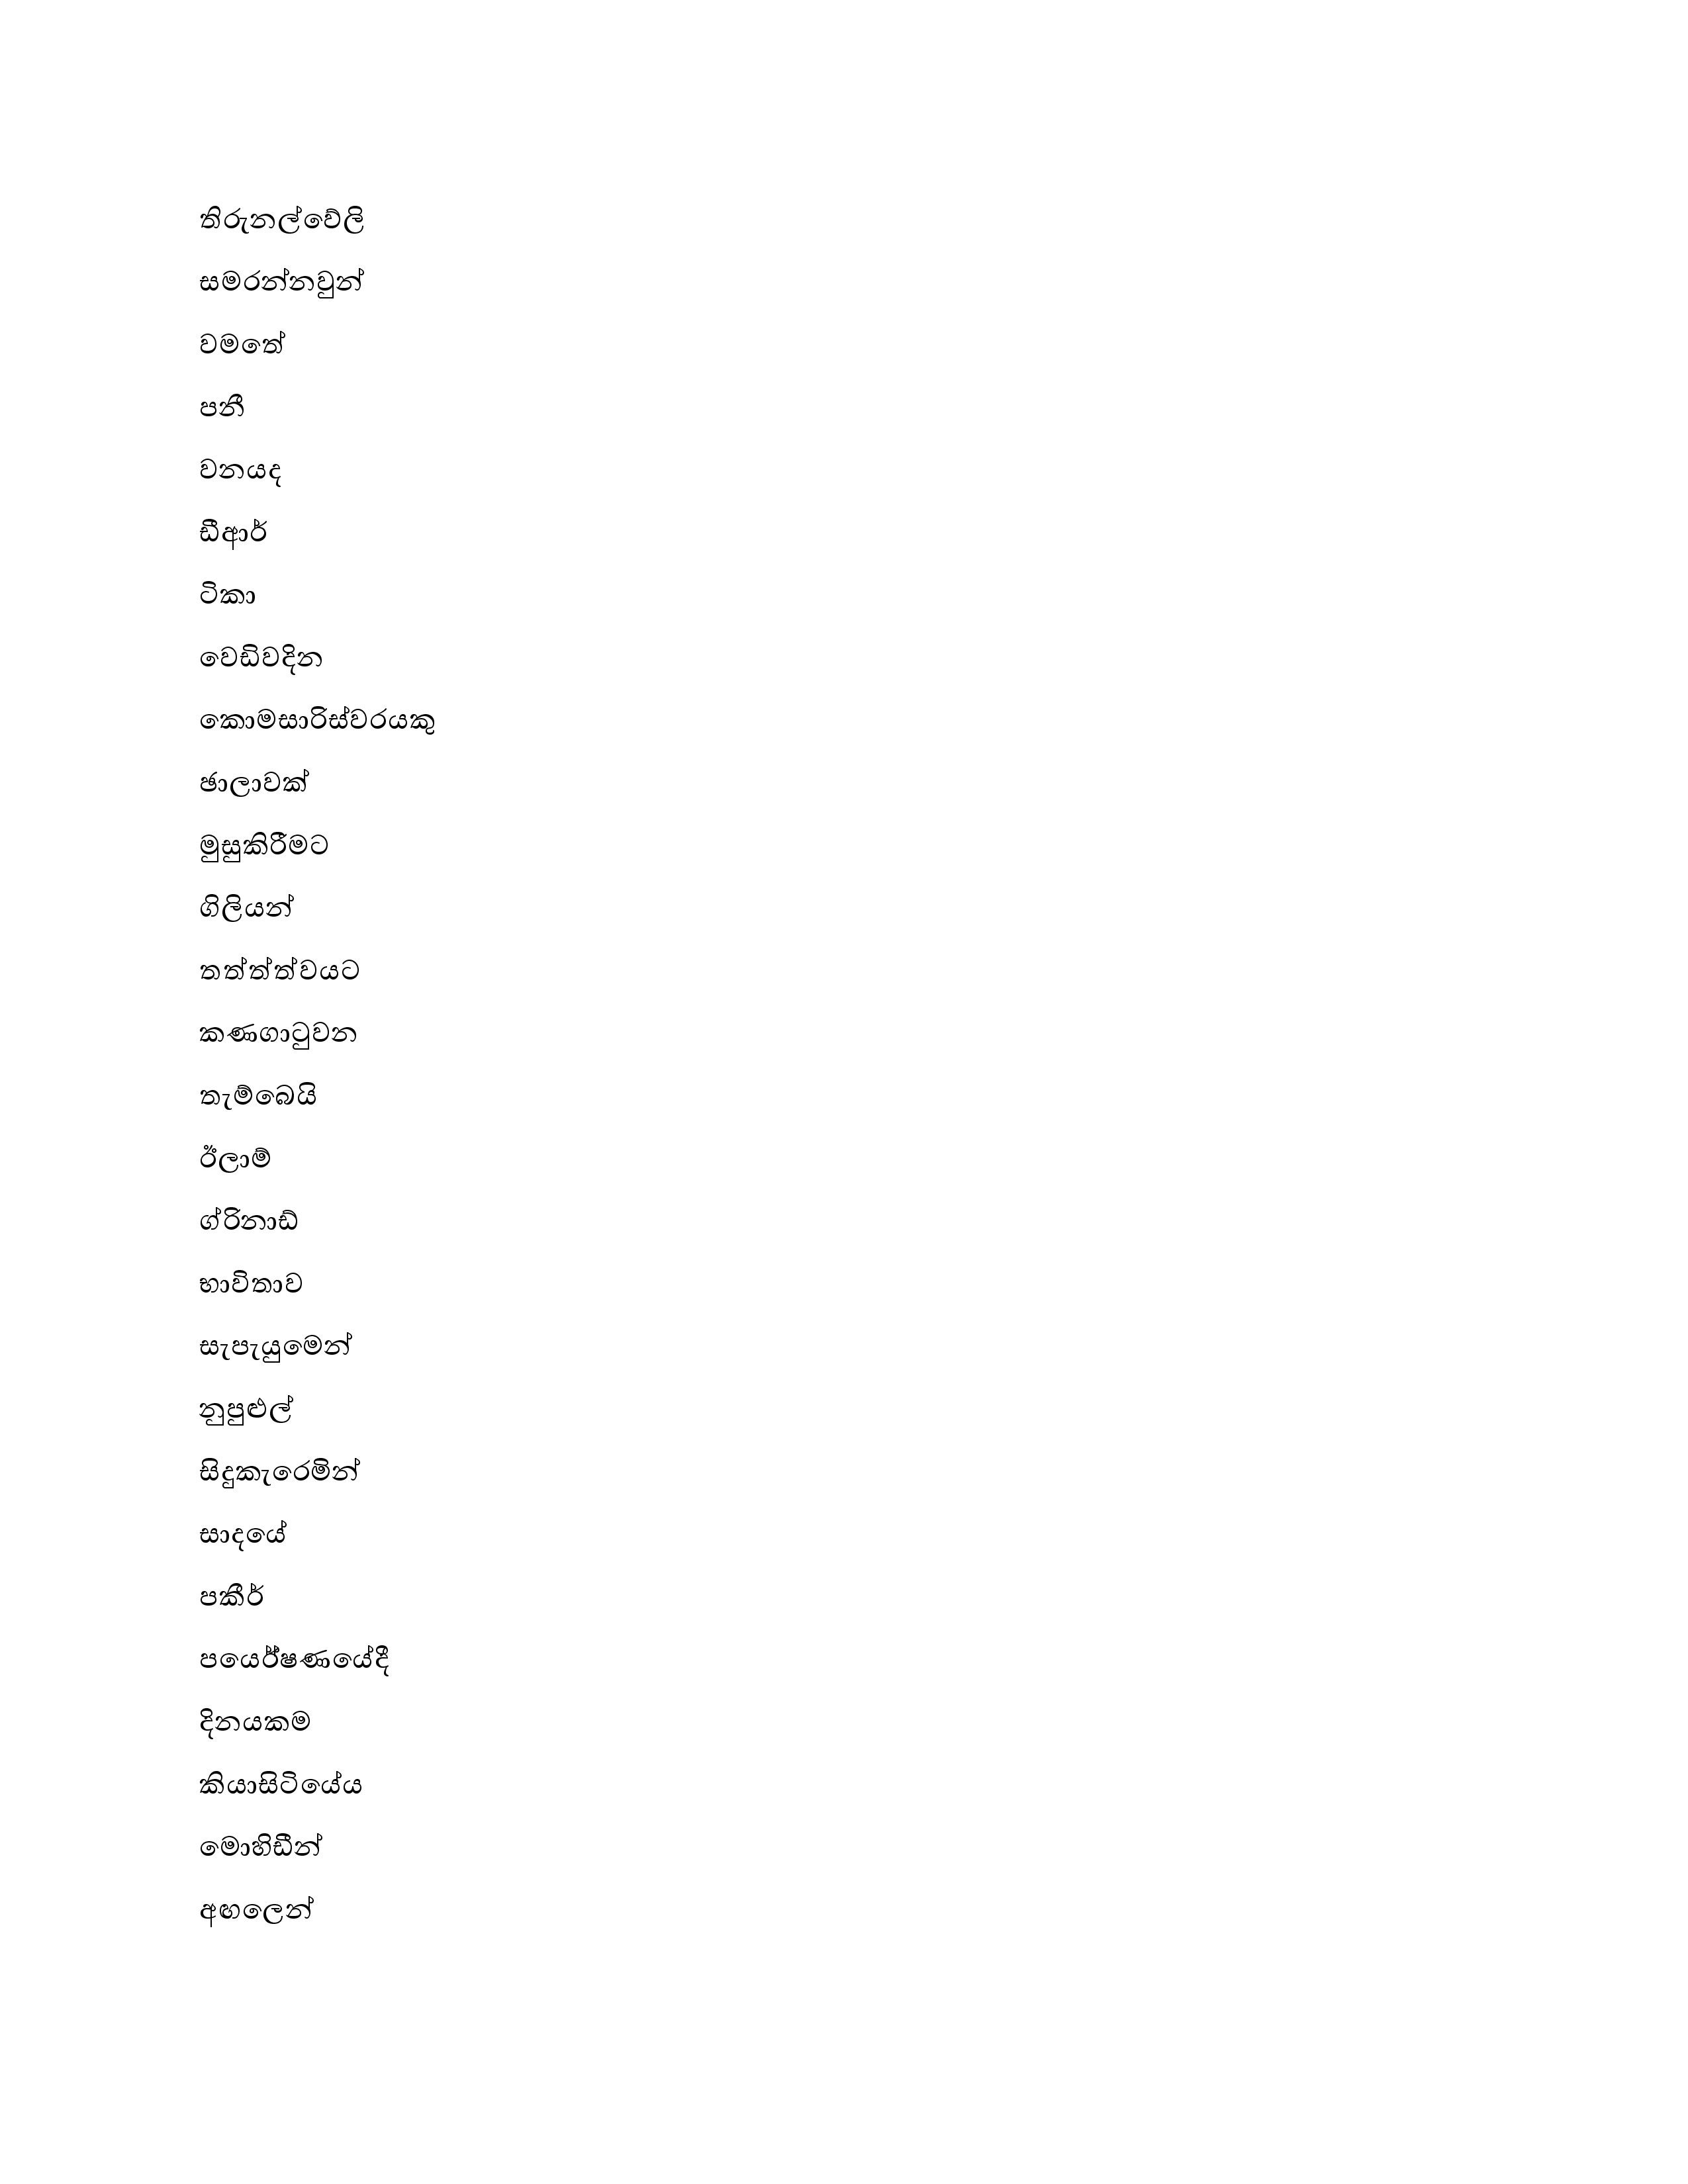 තිරුනල්වේලි
සමරන්නවුන්
වමතේ
පනී
වනයද
ඩීආර්
ටිකා
වෙඩිවදින
කොමසාරිස්වරයකු
ඡාලාවක්
මුසුකිරීමට
ගිලියන්
තත්ත්ත්වයට
කණගාටුවන
තැම්බෙයි
ඊලාම්
ග්රිනාඩ්
භාවිතාව
සැපැයුමෙන්
නුපුළුල්
සිදුකැරෙමින්
සාදයේ
පකීර්
පර්යේෂණයේදී
දිනයකම
කියාසිටියේය
මොහිඩීන්
අඟලෙන්